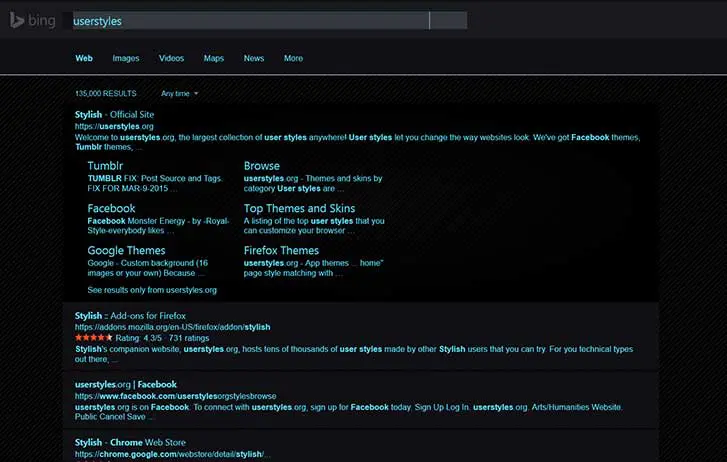 bing
userstyles
Web Images Videos Maps News More
135,000 RESULTS Any time
Stylish - Official Site
https://userstyles.org
Welcome to userstyles.org, the largest collection of user styles anywhere! User styles let you change the way websites look. We've got Facebook themes,
Tumblr themes, ...
Tumblr
TUMBLR FIX: Post Source and Tags.
FIX FOR MAR-9-2015 ...
Browse
userstyles.org - Themes and skins by
category User styles are ...
Facebook
Facebook Monster Energy - by -Royal-
Style-everybody likes ...
Top Themes and Skins
A listing of the top user styles that you
can customize your browser ...
Google Themes
Google - Custom background (16
images or your own) Because ...
Firefox Themes
userstyles.org - App themes ... home"
page style matching with ...
See results only from userstyles.org
Stylish :: Add-ons for Firefox
https://addons.mozilla.org/en-US/firefox/addon/stylish
Rating: 4.3/5 · 731 ratings
Stylish's companion website, userstyles.org, hosts tens of thousands of user styles made by other Stylish users that you can try. For you technical types
out there, ...
userstyles.org | Facebook
https://www.facebook.com/userstylesorgstylesbrowse
userstyles.org is on Facebook. To connect with userstyles.org, sign up for Facebook today. Sign Up Log In. userstyles.org. Arts/Humanities Website.
Public Cancel Save ...
Stylish - Chrome Web Store
https://chrome.google.com/webstore/detail/stylish/...